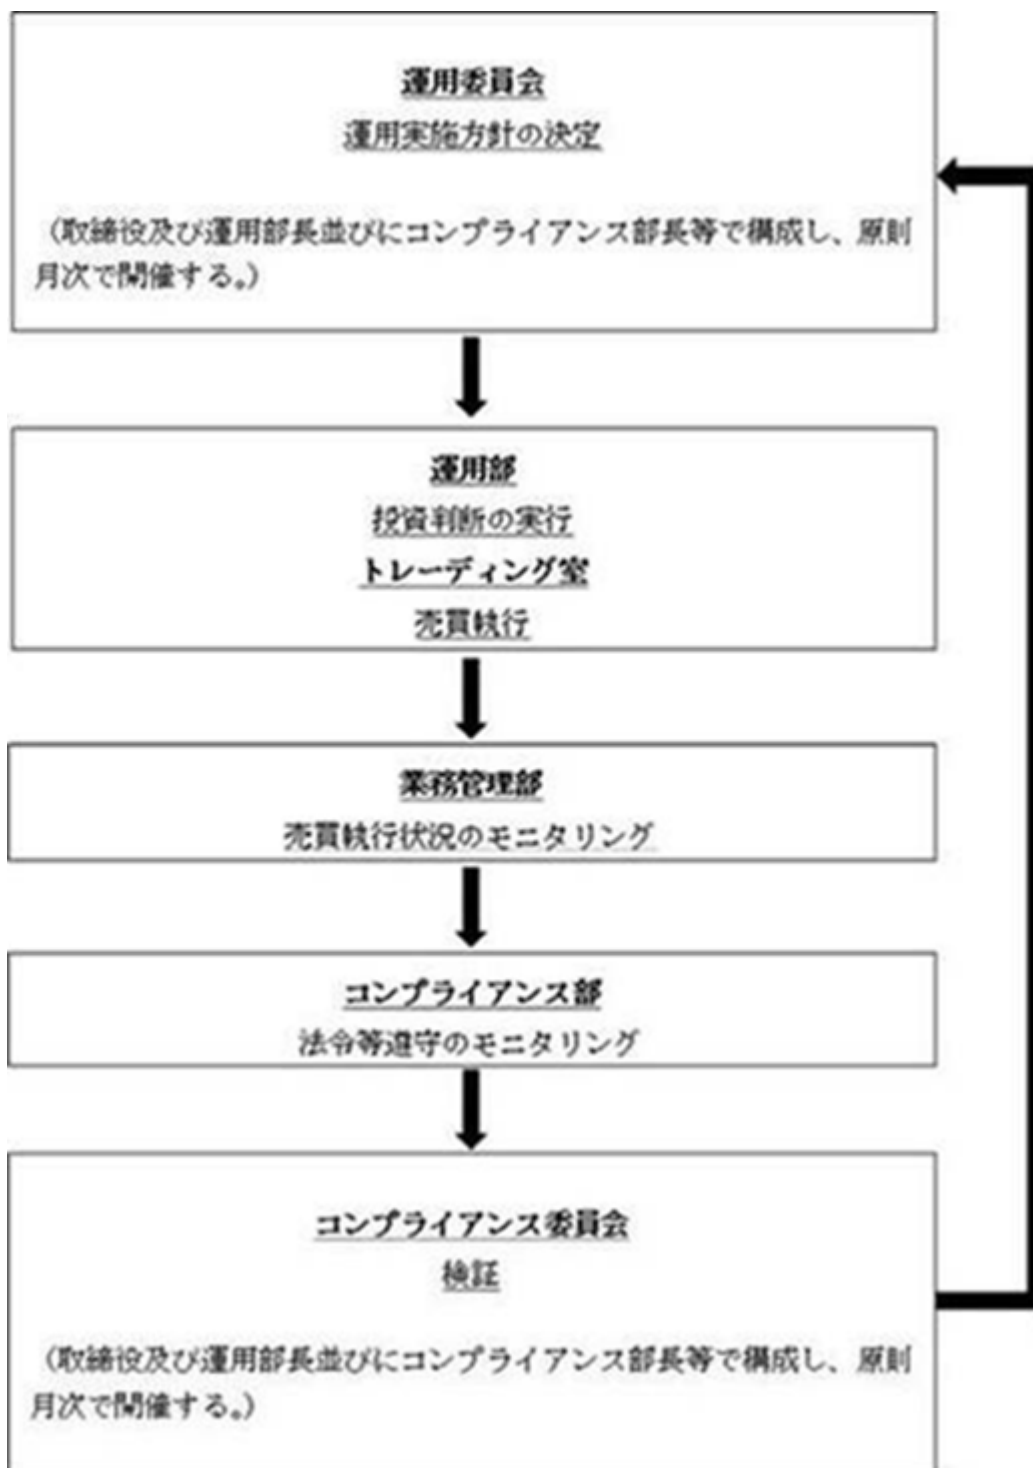 運用委員会
運用実施方針の決定
（取締役及び運用部長並びにコンプライアンス部長等で構成し、原則
月次で開催する。）
運用部
投資判断の実行
トレーディング室
売買執行
業務管理部
売買執行状況のモニタリング
コンプライアンス部
法令等遵守のモニタリング
コンプライアンス委員会
検証
（取締役及び運用部長並びにコンプライアンス部長等で構成し、原則
月次で開催する。）